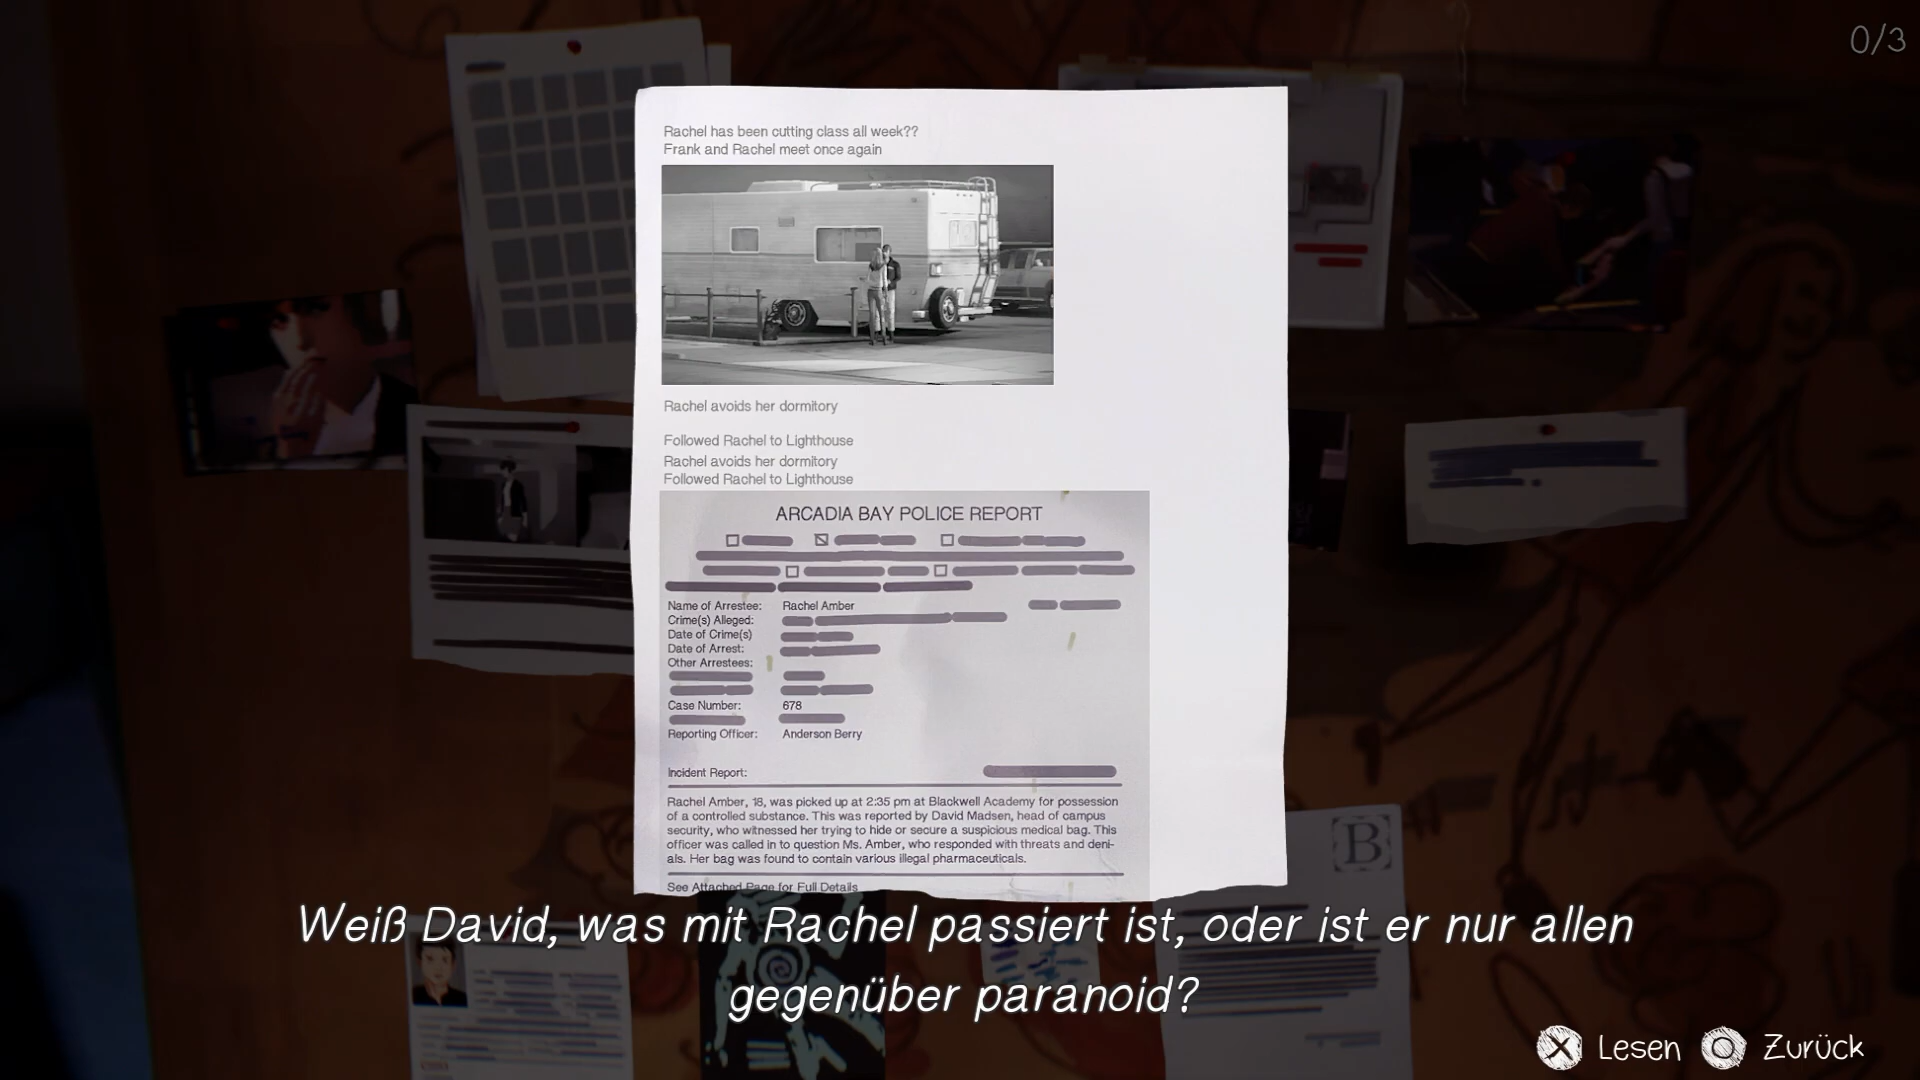 0/3
Rachel has been cutting class all week??
Frank and Rachel meet once again
Rachel avoids her dormitory
Followed Rachel to Lighthouse
Rachel avoids her dormitory
Followed Rachel to Lighthouse
ARCADIA BAY POLICE REPORT
Name of Arrestee: Rachel Amber
Crime(s) Alleged:
Date of Crime(s)
Date of Arrest:
Other Arrestees:
Case Number: 678
Reporting Officer: Anderson Berry
Incident Report:
Rachel Amber, 18, was picked up at 2:35 pm at Blackwell Academy for possession
of a controlled substance. This was reported by David Madsen, head of campus
security, who witnessed her trying to hide or secure a suspicious medical bag. This
officer was called in to question Ms. Amber, who responded with threats and deni-
als. Her bag was found to contain various illegal pharmaceuticals.
See Attached Page for Full Details
B
Weiß David, was mit Rachel passiert ist, oder ist er nur allen
gegenüber paranoid?
X Lesen O Zurück